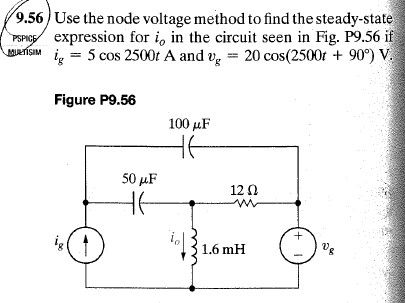 9.56 Use the node voltage method to find the steady-state
PSPICE expression for iₒ in the circuit seen in Fig. P9.56 if
MULTISIM i_g = 5 cos 2500t A and v_g = 20 cos(2500t + 90°) V.
Figure P9.56
100 μF
50 μF
12 Ω
i_g
iₒ
1.6 mH
+
−
v_g